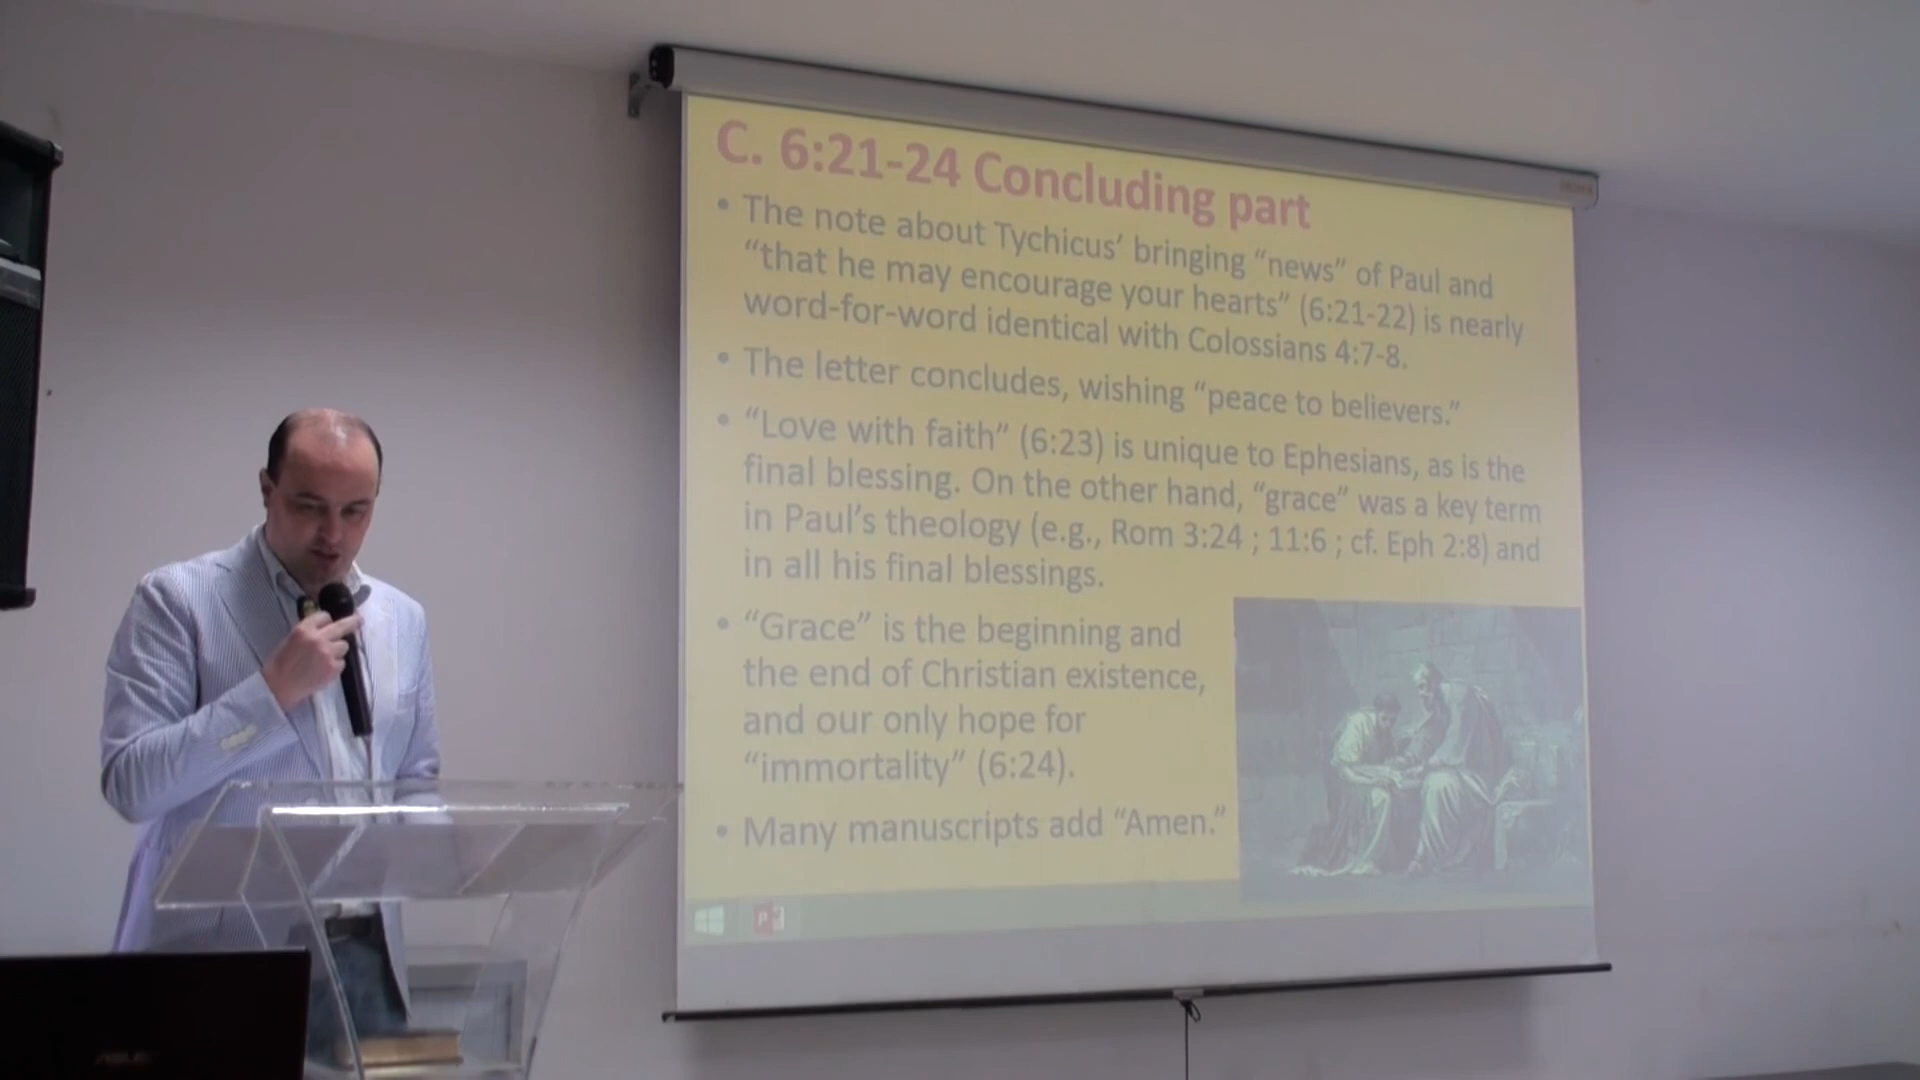 C. 6:21-24 Concluding part
• The note about Tychicus’ bringing “news” of Paul and
“that he may encourage your hearts” (6:21-22) is nearly
word-for-word identical with Colossians 4:7-8.
• The letter concludes, wishing “peace to believers.”
• “Love with faith” (6:23) is unique to Ephesians, as is the
final blessing. On the other hand, “grace” was a key term
in Paul’s theology (e.g., Rom 3:24 ; 11:6 ; cf. Eph 2:8) and
in all his final blessings.
• “Grace” is the beginning and
the end of Christian existence,
and our only hope for
“immortality” (6:24).
• Many manuscripts add “Amen.”
P
ASUS